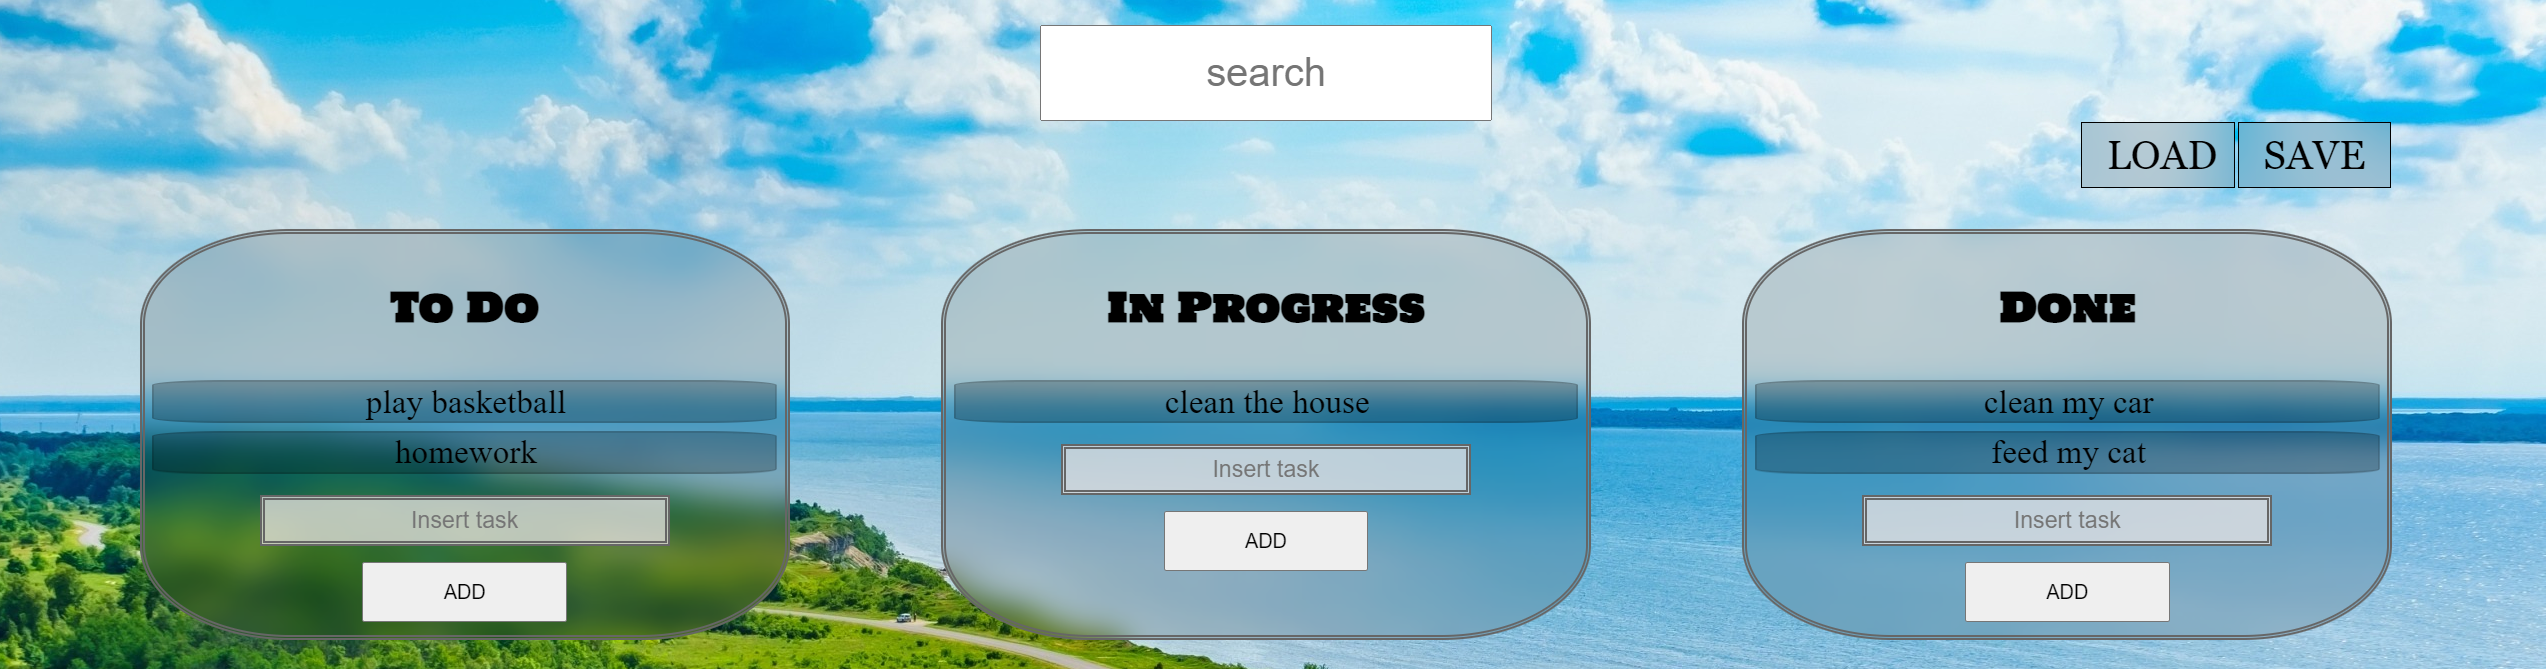 search
LOAD
SAVE
To Do
play basketball
homework
Insert task
ADD
In Progress
clean the house
Insert task
ADD
Done
clean my car
feed my cat
Insert task
ADD